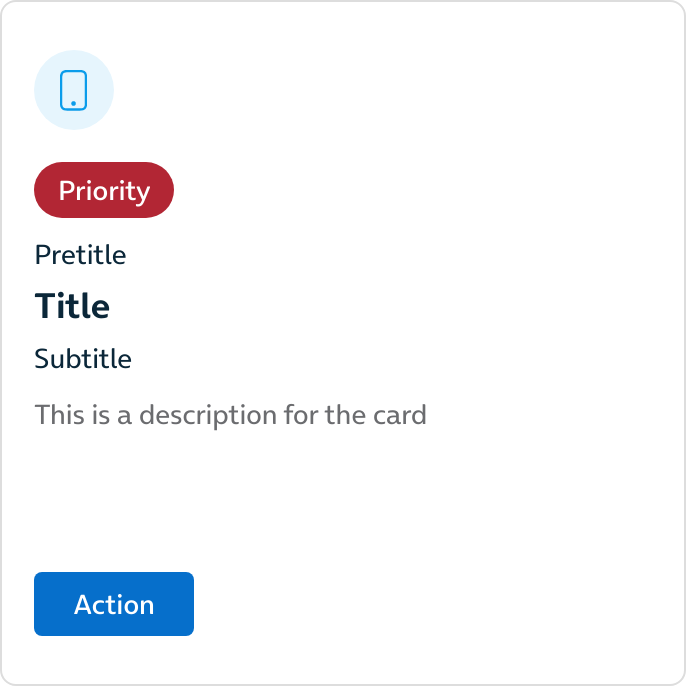 Priority
Pretitle
Title
Subtitle
This is a description for the card
Action